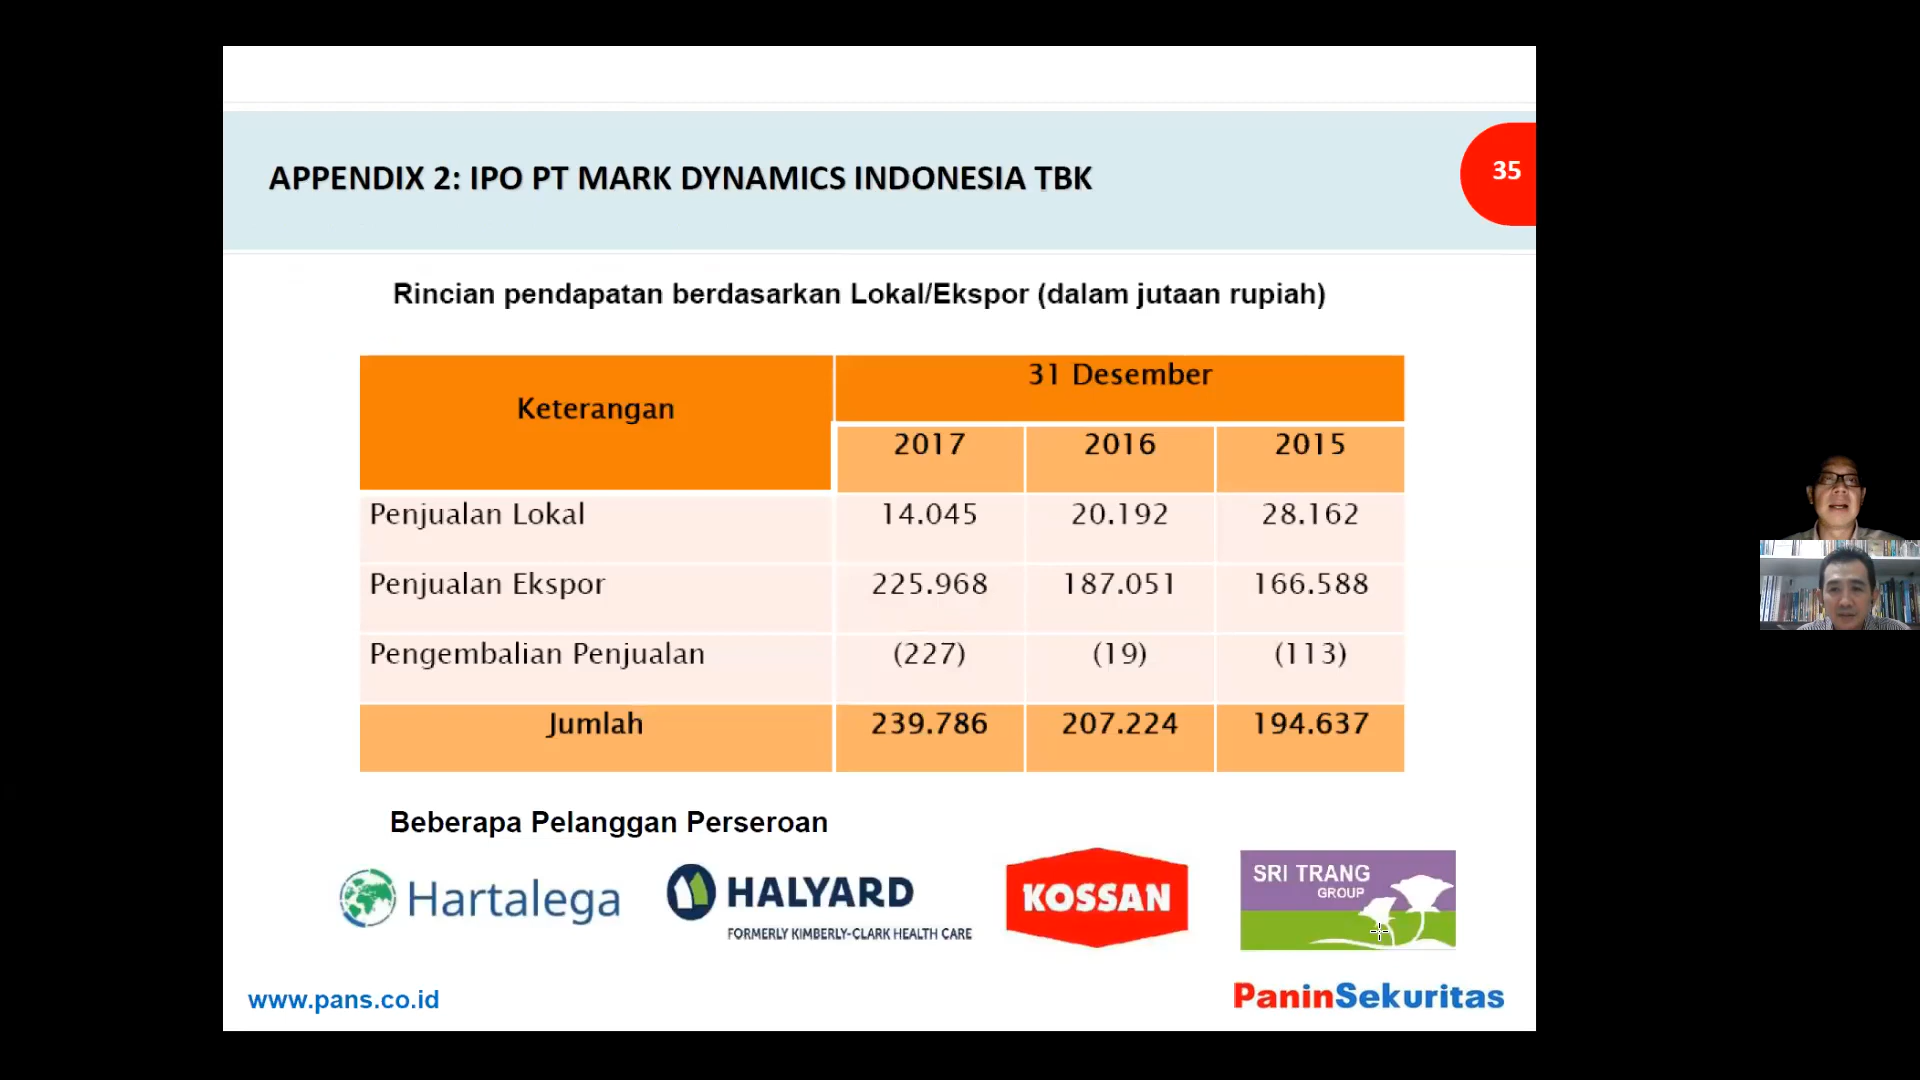 APPENDIX 2: IPO PT MARK DYNAMICS INDONESIA TBK
35
Rincian pendapatan berdasarkan Lokal/Ekspor (dalam jutaan rupiah)
Keterangan
31 Desember
2017 2016 2015
Penjualan Lokal 14.045 20.192 28.162
Penjualan Ekspor 225.968 187.051 166.588
Pengembalian Penjualan (227) (19) (113)
Jumlah 239.786 207.224 194.637
Beberapa Pelanggan Perseroan
Hartalega
HALYARD
FORMERLY KIMBERLY-CLARK HEALTH CARE
KOSSAN
SRI TRANG
GROUP
www.pans.co.id
PaninSekuritas